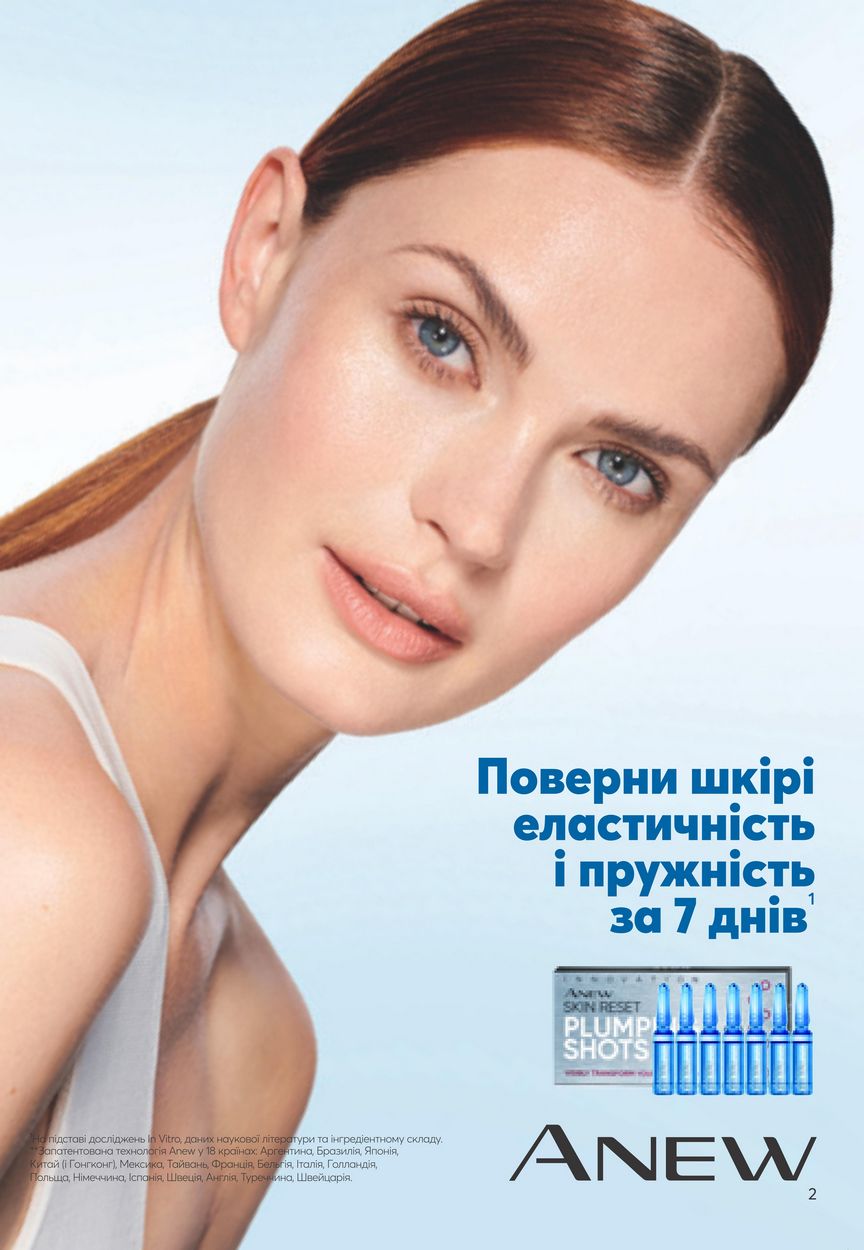 Поверни шкірі
еластичність
і пружність
за 7 днів¹
INNOVATION
ANEW
SKIN RESET
PLUMP
SHOTS
ANEW
¹На підставі досліджень In Vitro, даних наукової літератури та інгредієнтному складу.
**Запатентована технологія Anew у 18 країнах: Аргентина, Бразилія, Японія,
Китай (і Гонгконг), Мексика, Тайвань, Франція, Бельгія, Італія, Голландія,
Польща, Німеччина, Іспанія, Швеція, Англія, Туреччина, Швейцарія.
2